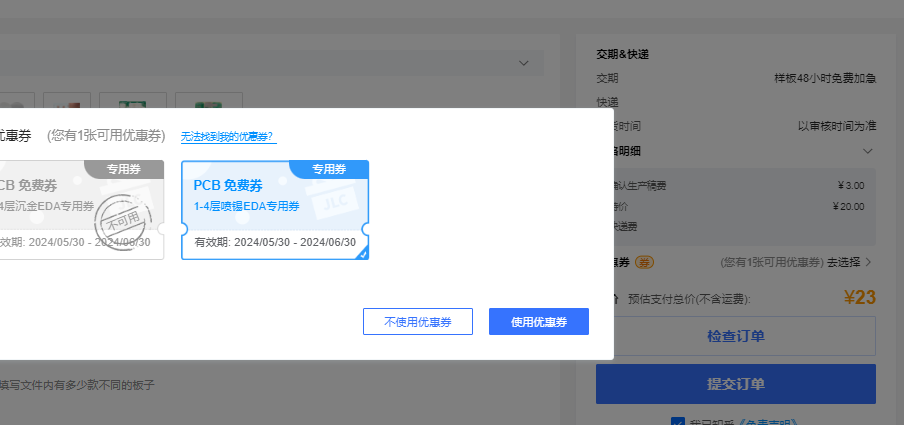 优惠券 (您有1张可用优惠券) 无法找到我的优惠券?
专用券
CB 免费券
4层沉金EDA专用券
不可用
效期: 2024/05/30 - 2024/06/30
专用券
PCB 免费券
1-4层喷锡EDA专用券
JLC
有效期: 2024/05/30 - 2024/06/30
不使用优惠券 使用优惠券
填写文件内有多少款不同的板子
交期&快递
交期 样板48小时免费加急
快递
时间 以审核时间为准
明细
确认生产稿费 ¥ 3.00
特价 ¥ 20.00
快递费
惠券 券 (您有1张可用优惠券) 去选择
价 预估支付总价(不含运费): ¥23
检查订单
提交订单
我已知悉《免责声明》